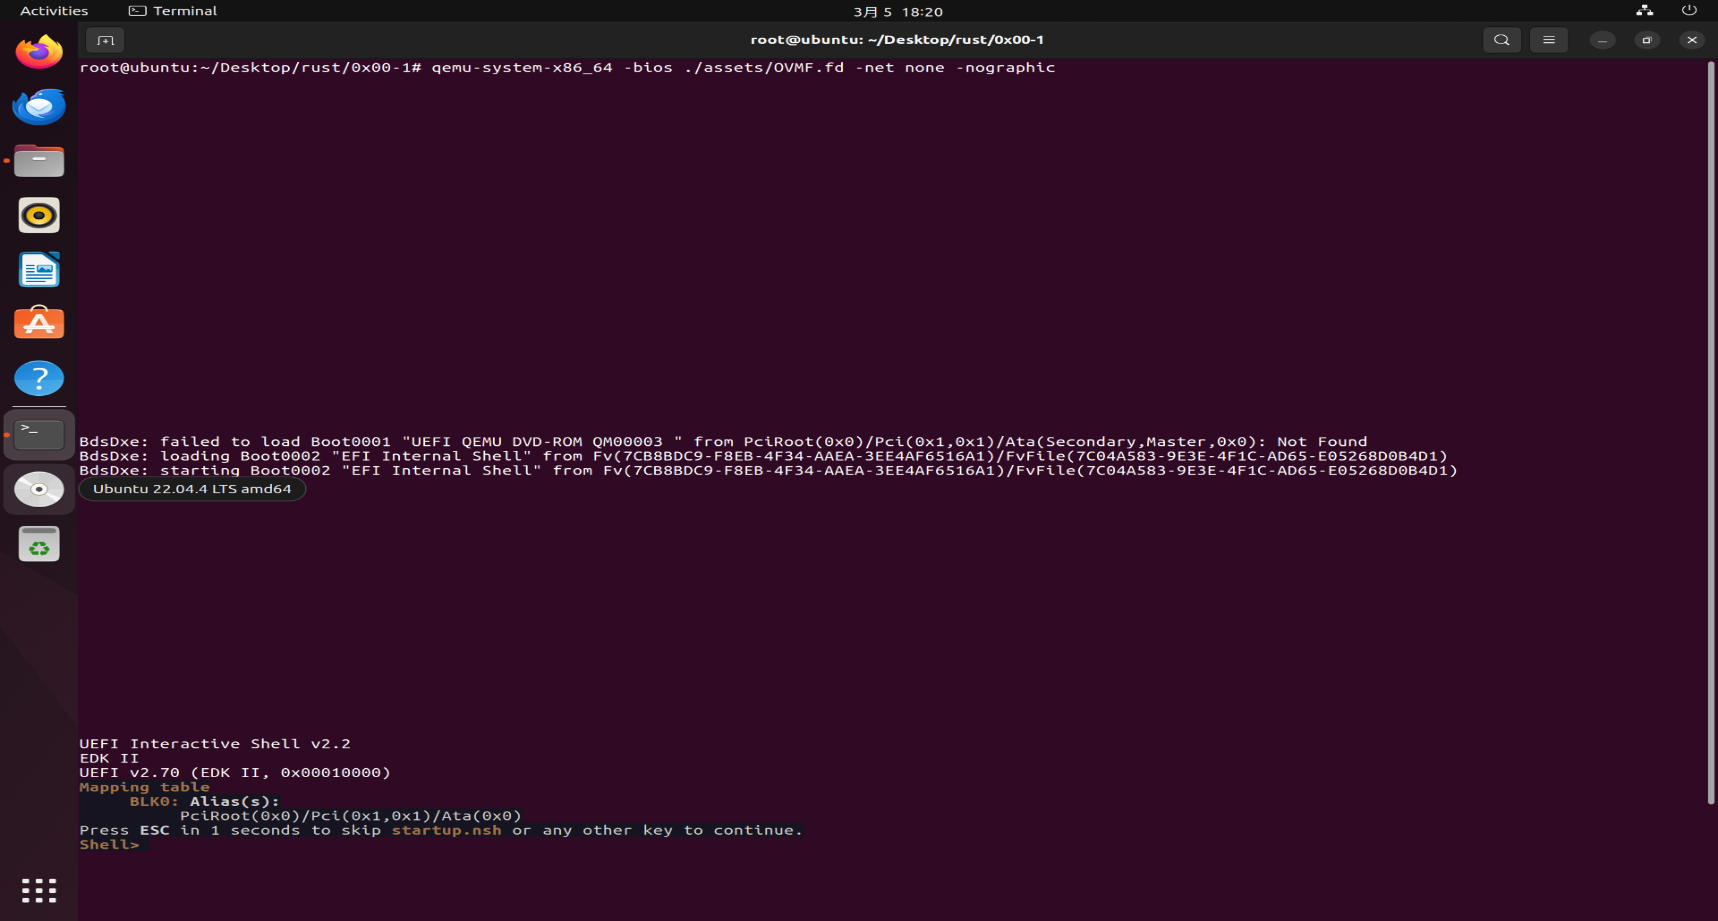 Activities
Terminal
3月 5 18:20
root@ubuntu: ~/Desktop/rust/0x00-1
root@ubuntu:~/Desktop/rust/0x00-1# qemu-system-x86_64 -bios ./assets/OVMF.fd -net none -nographic
BdsDxe: failed to load Boot0001 "UEFI QEMU DVD-ROM QM00003 " from PciRoot(0x0)/Pci(0x1,0x1)/Ata(Secondary,Master,0x0): Not Found
BdsDxe: loading Boot0002 "EFI Internal Shell" from Fv(7CB8BDC9-F8EB-4F34-AAEA-3EE4AF6516A1)/FvFile(7C04A583-9E3E-4F1C-AD65-E05268D0B4D1)
BdsDxe: starting Boot0002 "EFI Internal Shell" from Fv(7CB8BDC9-F8EB-4F34-AAEA-3EE4AF6516A1)/FvFile(7C04A583-9E3E-4F1C-AD65-E05268D0B4D1)
Ubuntu 22.04.4 LTS amd64
UEFI Interactive Shell v2.2
EDK II
UEFI v2.70 (EDK II, 0x00010000)
Mapping table
BLK0: Alias(s):
PciRoot(0x0)/Pci(0x1,0x1)/Ata(0x0)
Press ESC in 1 seconds to skip startup.nsh or any other key to continue.
Shell>